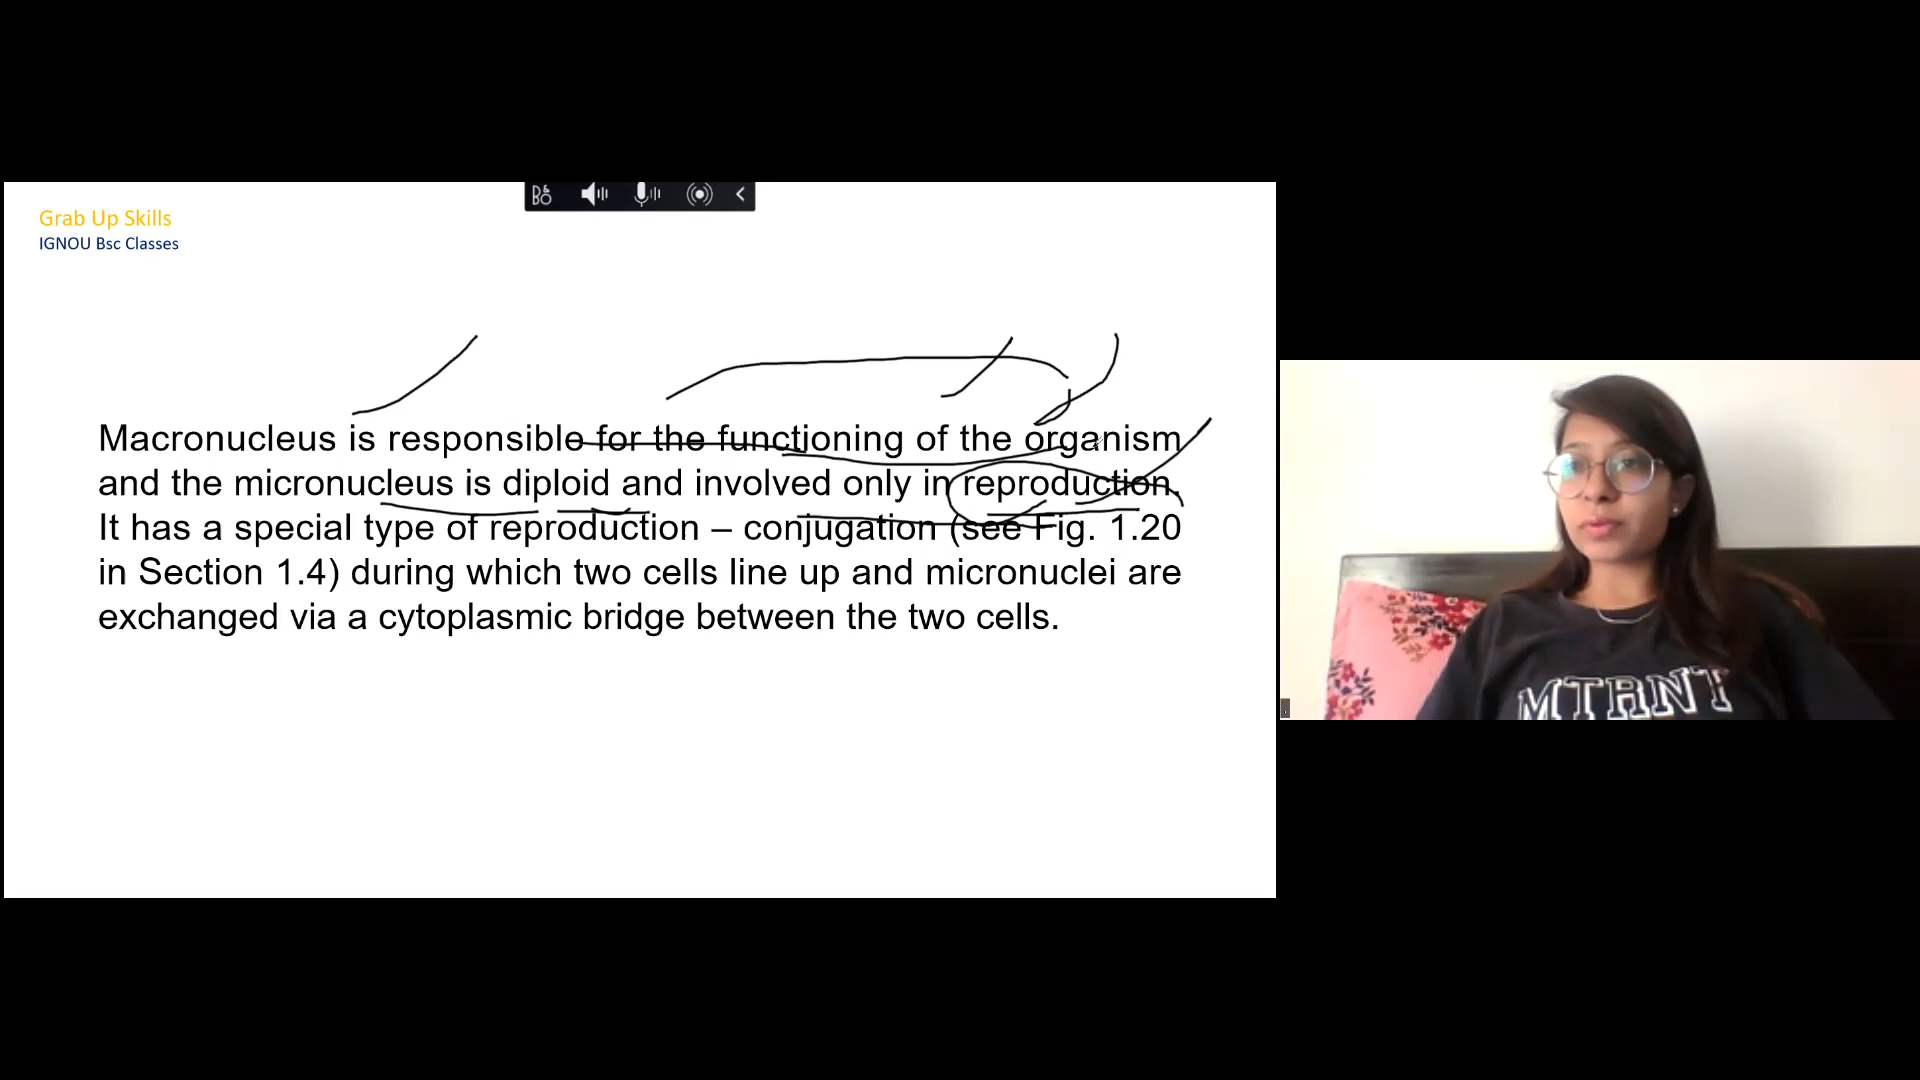 Grab Up Skills
IGNOU Bsc Classes
Macronucleus is responsible for the functioning of the organism
and the micronucleus is diploid and involved only in reproduction.
It has a special type of reproduction – conjugation (see Fig. 1.20
in Section 1.4) during which two cells line up and micronuclei are
exchanged via a cytoplasmic bridge between the two cells.
MTRNT